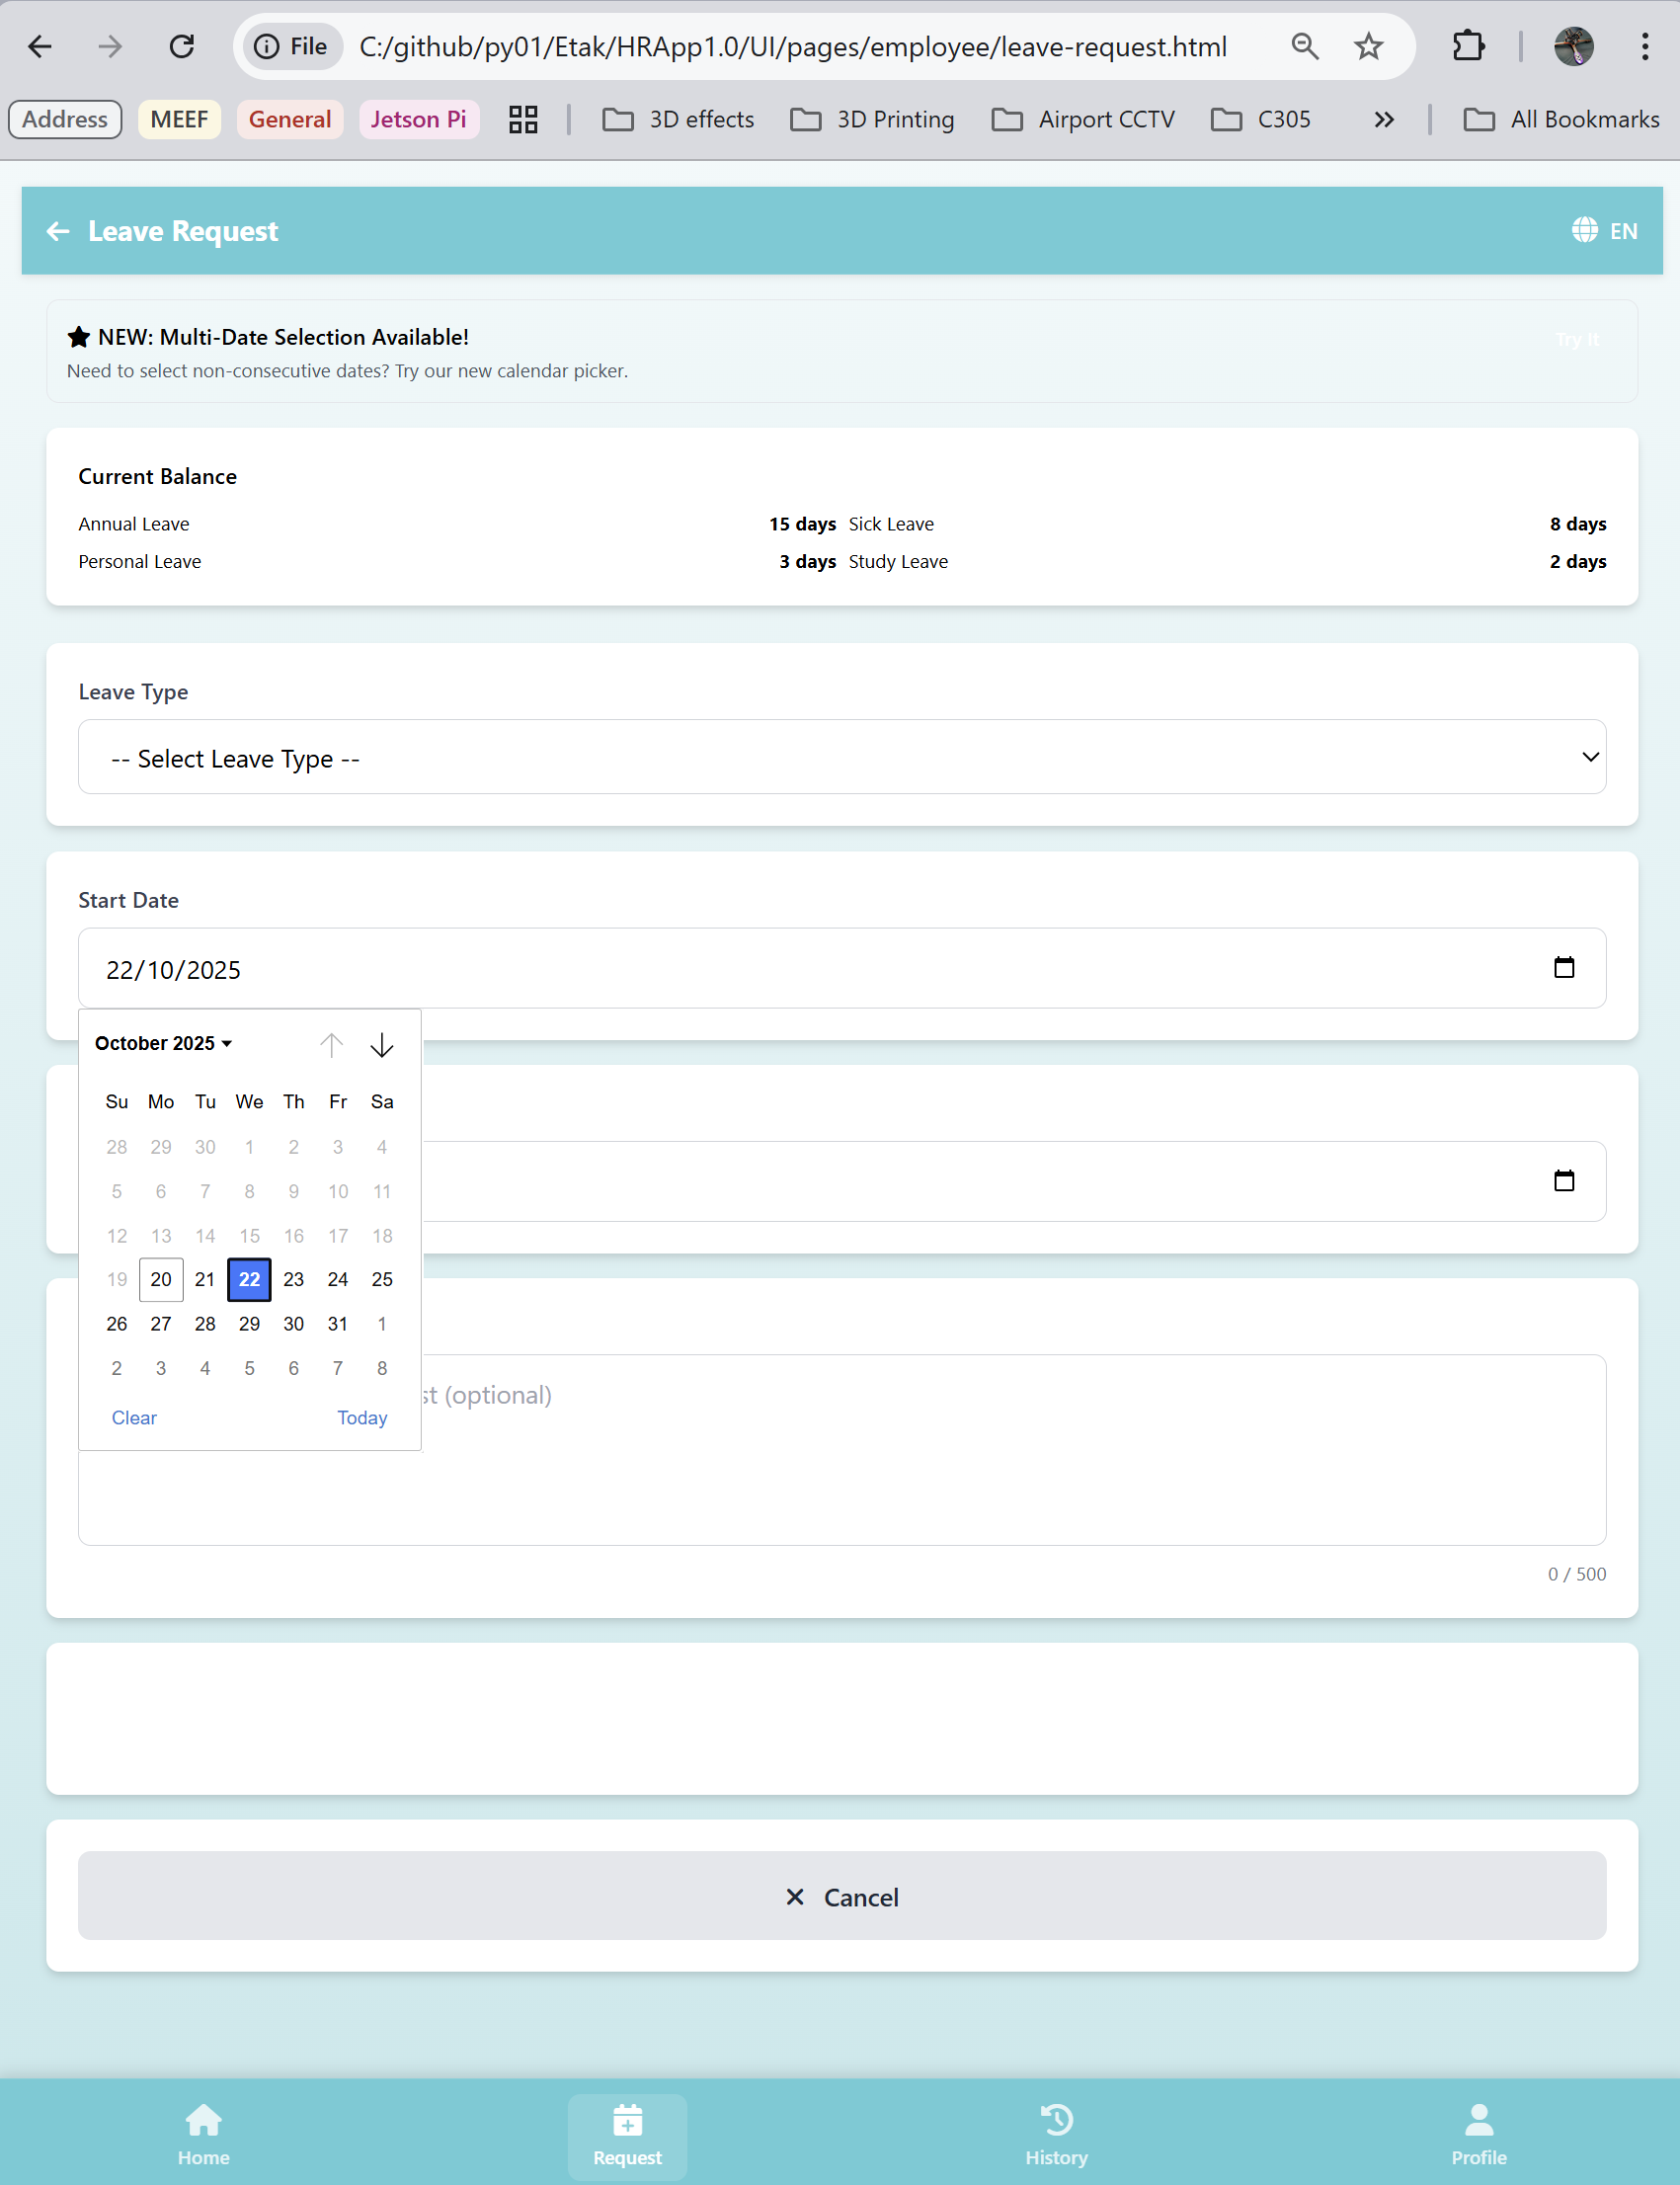 File C:/github/py01/Etak/HRApp1.0/UI/pages/employee/leave-request.html
Address MEEF General Jetson Pi 3D effects 3D Printing Airport CCTV C305 All Bookmarks
Leave Request EN
NEW: Multi-Date Selection Available!
Try It
Need to select non-consecutive dates? Try our new calendar picker.
Current Balance
Annual Leave 15 days Sick Leave 8 days
Personal Leave 3 days Study Leave 2 days
Leave Type
-- Select Leave Type --
Start Date
22/10/2025
October 2025
Su Mo Tu We Th Fr Sa
28 29 30 1 2 3 4
5 6 7 8 9 10 11
12 13 14 15 16 17 18
19 20 21 22 23 24 25
26 27 28 29 30 31 1
2 3 4 5 6 7 8
Clear Today
(optional)
0 / 500
Cancel
Home Request History Profile